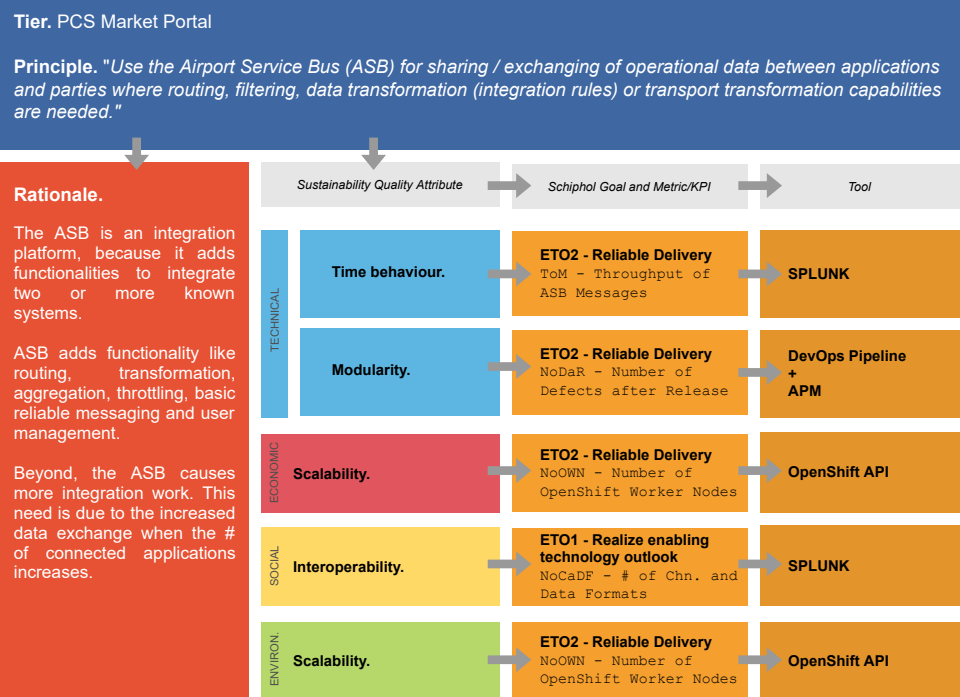 Tier. PCS Market Portal
Principle. "Use the Airport Service Bus (ASB) for sharing / exchanging of operational data between applications
and parties where routing, filtering, data transformation (integration rules) or transport transformation capabilities
are needed."
Rationale.
The ASB is an integration
platform, because it adds
functionalities to integrate
two or more known
systems.
ASB adds functionality like
routing, transformation,
aggregation, throttling, basic
reliable messaging and user
management.
Beyond, the ASB causes
more integration work. This
need is due to the increased
data exchange when the #
of connected applications
increases.
Sustainability Quality Attribute
Schiphol Goal and Metric/KPI
Tool
TECHNICAL
Time behaviour.
ETO2 - Reliable Delivery
ToM - Throughput of
ASB Messages
SPLUNK
Modularity.
ETO2 - Reliable Delivery
NoDaR - Number of
Defects after Release
DevOps Pipeline
+
APM
ECONOMIC
Scalability.
ETO2 - Reliable Delivery
NoOWN - Number of
OpenShift Worker Nodes
OpenShift API
SOCIAL
Interoperability.
ETO1 - Realize enabling
technology outlook
NoCaDF - # of Chn. and
Data Formats
SPLUNK
ENVIRON.
Scalability.
ETO2 - Reliable Delivery
NoOWN - Number of
OpenShift Worker Nodes
OpenShift API